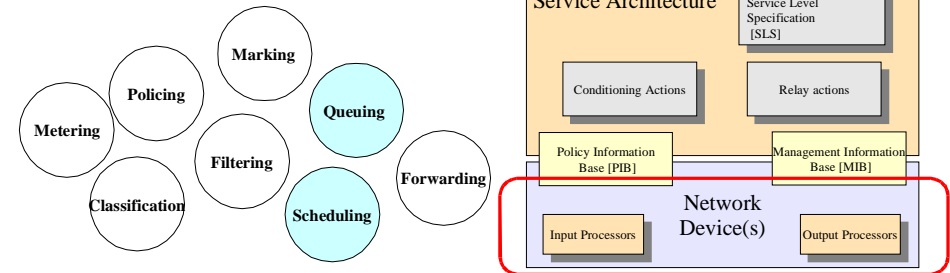 Marking
Policing
Queuing
Metering
Filtering
Forwarding
Classification
Scheduling
Service Architecture
Service Level
Specification
[SLS]
Conditioning Actions
Relay actions
Policy Information
Base [PIB]
Management Information
Base [MIB]
Network
Device(s)
Input Processors
Output Processors